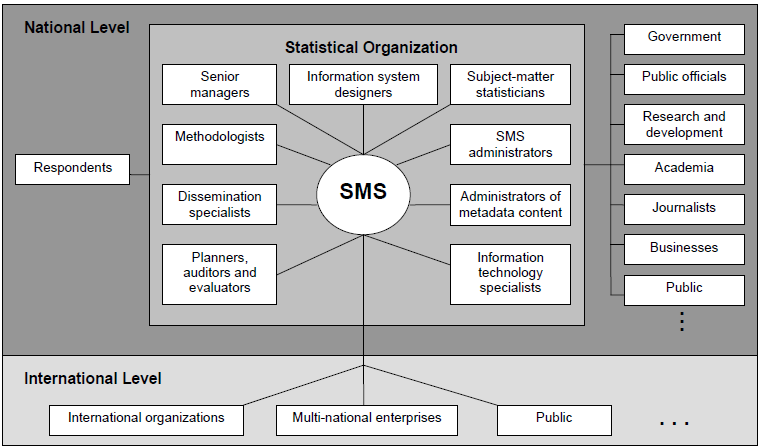 National Level
Statistical Organization
Senior
managers
Information system
designers
Subject-matter
statisticians
Methodologists
SMS
administrators
Respondents
SMS
Dissemination
specialists
Administrators of
metadata content
Planners,
auditors and
evaluators
Information
technology
specialists
Government
Public officials
Research and
development
Academia
Journalists
Businesses
Public
...
International Level
International organizations
Multi-national enterprises
Public
...